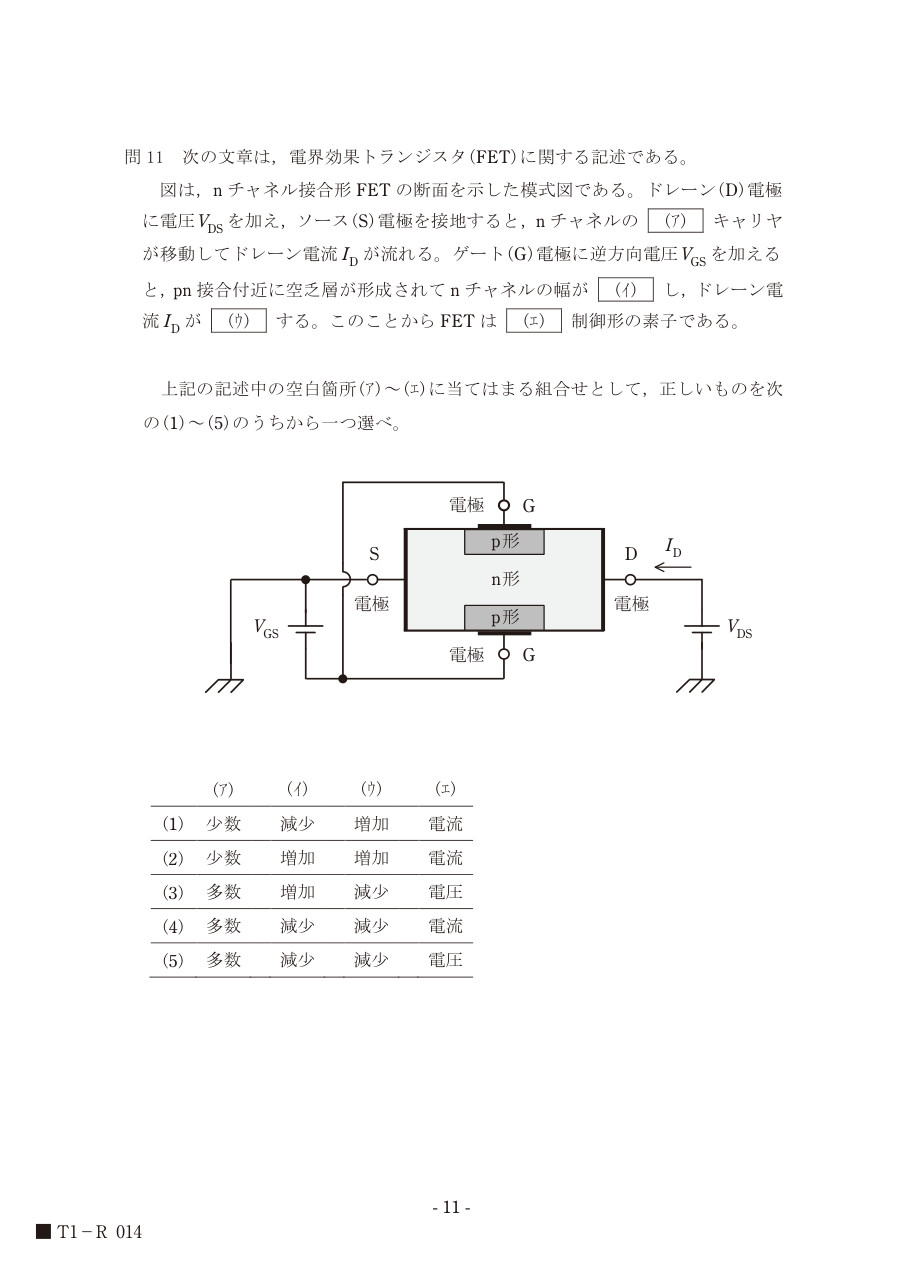 問 11　次の文章は，電界効果トランジスタ(FET)に関する記述である。
図は，n チャネル接合形 FET の断面を示した模式図である。ドレーン(D)電極
に電圧 VDS を加え，ソース(S)電極を接地すると，n チャネルの (ア) キャリヤ
が移動してドレーン電流 ID が流れる。ゲート(G)電極に逆方向電圧 VGS を加える
と，pn 接合付近に空乏層が形成されて n チャネルの幅が (イ) し，ドレーン電
流 ID が (ウ) する。このことから FET は (エ) 制御形の素子である。
上記の記述中の空白箇所(ア)～(エ)に当てはまる組合せとして，正しいものを次
の(1)～(5)のうちから一つ選べ。
電極 G
p形
S
D
ID
n形
電極
電極
p形
VGS
VDS
電極 G
(ア) (イ) (ウ) (エ)
(1) 少数 減少 増加 電流
(2) 少数 増加 増加 電流
(3) 多数 増加 減少 電圧
(4) 多数 減少 減少 電流
(5) 多数 減少 減少 電圧
- 11 -
■ T1－R 014